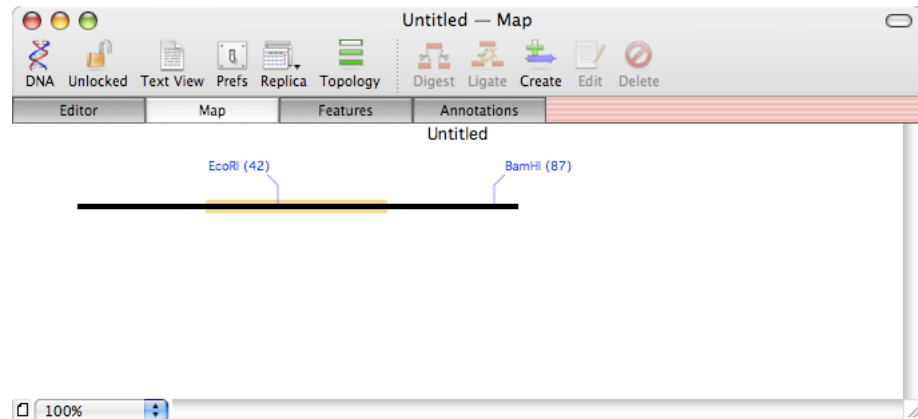 Untitled — Map
DNA Unlocked Text View Prefs Replica Topology Digest Ligate Create Edit Delete
Editor Map Features Annotations
Untitled
EcoRI (42) BamHI (87)
100%